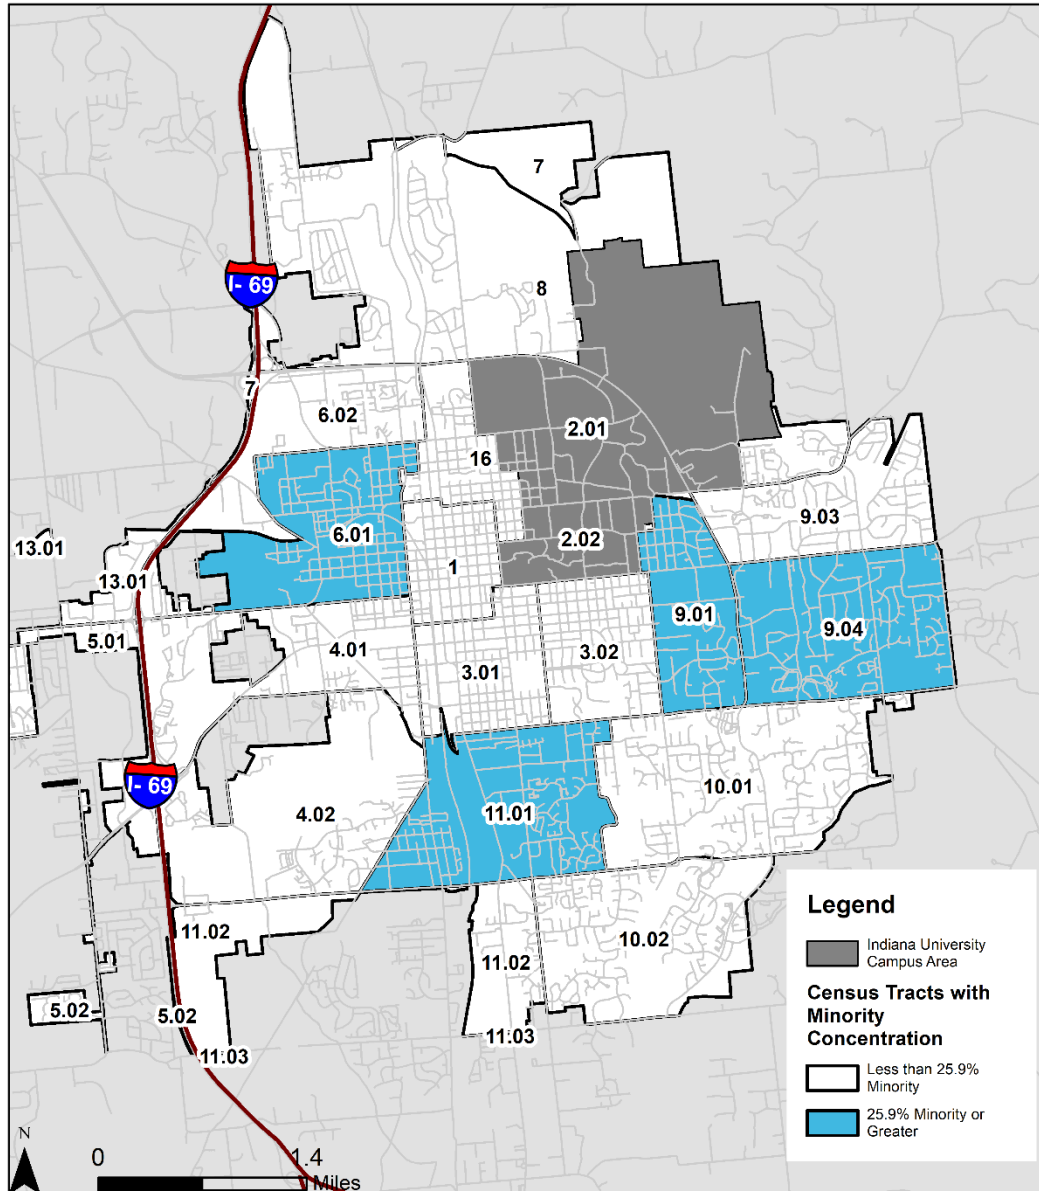 7
I- 69
8
7
6.02
2.01
16
9.03
6.01
2.02
13.01
1
13.01
9.01
9.04
5.01
4.01
3.02
3.01
I- 69
10.01
4.02
11.01
11.02
10.02
11.02
5.02
5.02
11.03
11.03
Legend
Indiana University
Campus Area
Census Tracts with
Minority
Concentration
Less than 25.9%
Minority
25.9% Minority or
Greater
N
0
1.4
Miles